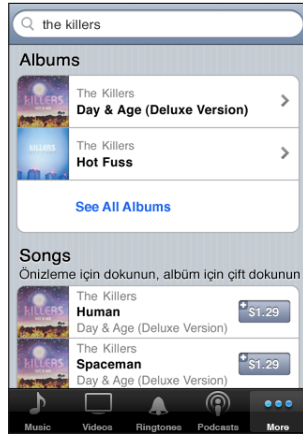 the killers
Albums
The Killers
Day & Age (Deluxe Version)
The Killers
Hot Fuss
See All Albums
Songs
Önizleme için dokunun, albüm için çift dokunun
The Killers
Human
$1.29
Day & Age (Deluxe Version)
The Killers
Spaceman
$1.29
Day & Age (Deluxe Version)
Music
Videos
Ringtones
Podcasts
More